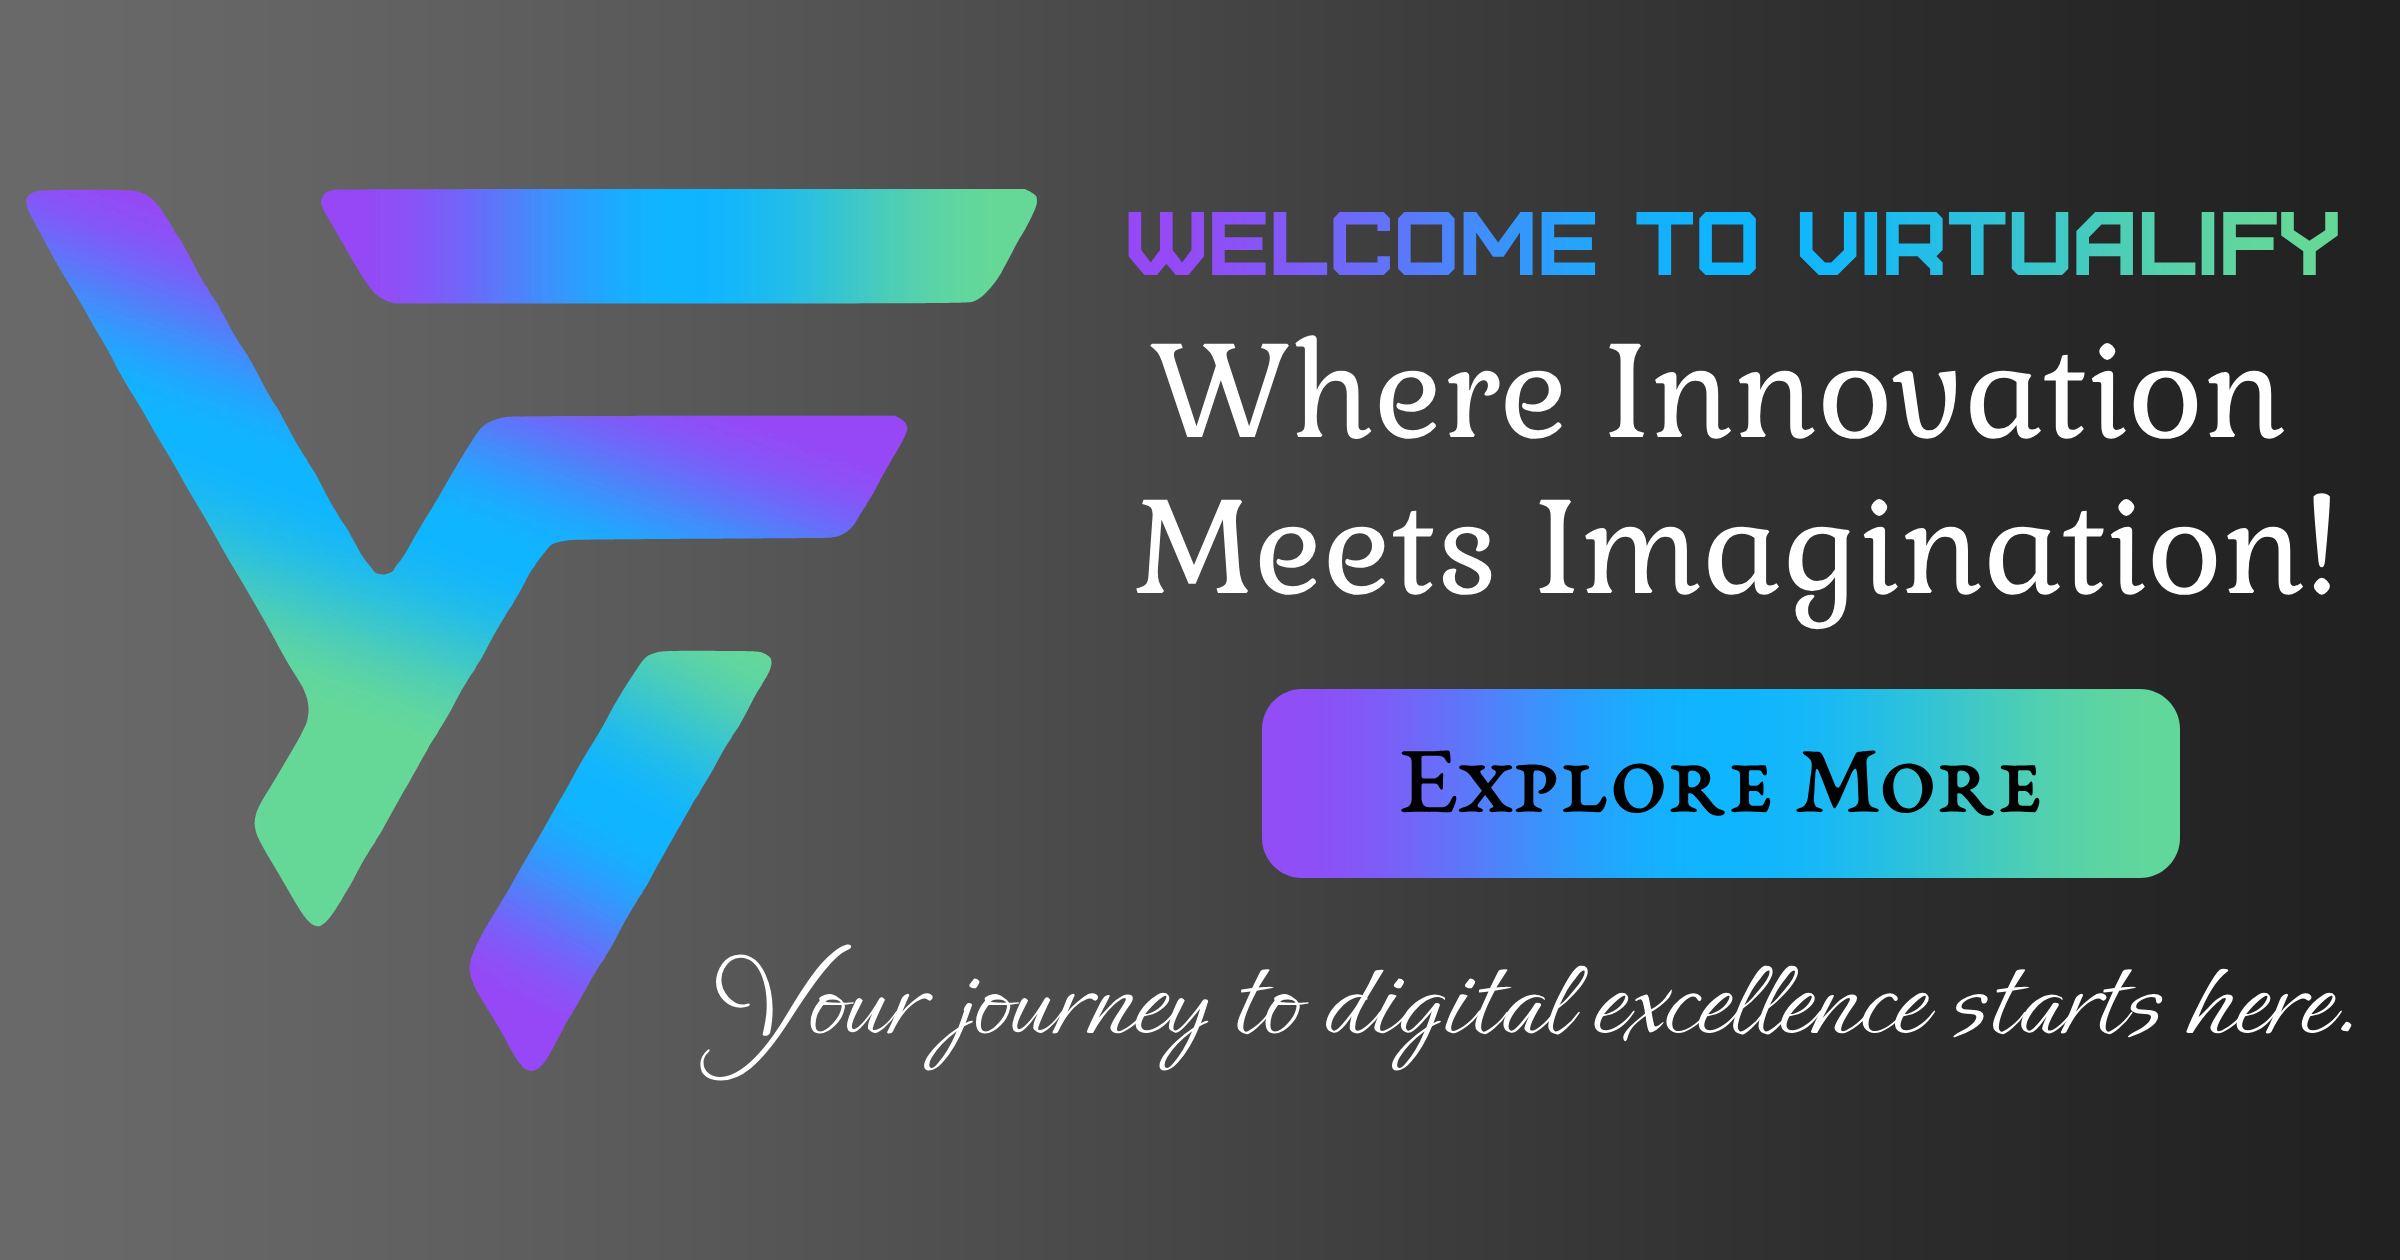 WELCOME TO VIRTUALIFY
Where Innovation
Meets Imagination!
Explore More
Your journey to digital excellence starts here.